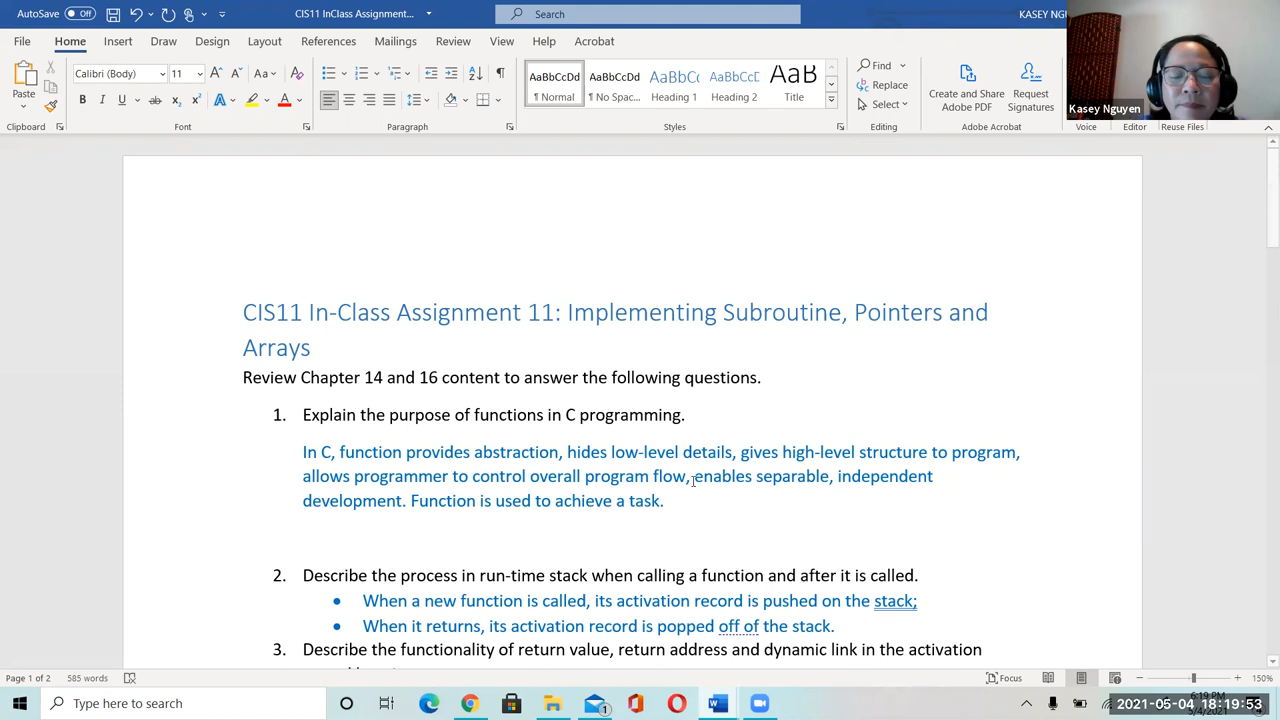 AutoSave Off CIS11 InClass Assignment... Search KASEY
File Home Insert Draw Design Layout References Mailings Review View Help Acrobat
Calibri (Body) 11 Find
Paste Replace
Select
AaBbCcDd AaBbCcDd AaBbCc AaBbCcD AaB
¶ Normal ¶ No Spac... Heading 1 Heading 2 Title
Create and Share Adobe PDF Request Signatures
Clipboard Font Paragraph Styles Editing Adobe Acrobat Voice Editor Reuse Files
Kasey Nguyen
CIS11 In-Class Assignment 11: Implementing Subroutine, Pointers and
Arrays
Review Chapter 14 and 16 content to answer the following questions.
1. Explain the purpose of functions in C programming.
In C, function provides abstraction, hides low-level details, gives high-level structure to program,
allows programmer to control overall program flow, enables separable, independent
development. Function is used to achieve a task.
2. Describe the process in run-time stack when calling a function and after it is called.
• When a new function is called, its activation record is pushed on the stack;
• When it returns, its activation record is popped off of the stack.
3. Describe the functionality of return value, return address and dynamic link in the activation
Page 1 of 2 585 words Focus 150%
Type here to search
6:19 PM
2021-05-04 18:19:53
5/4/2021